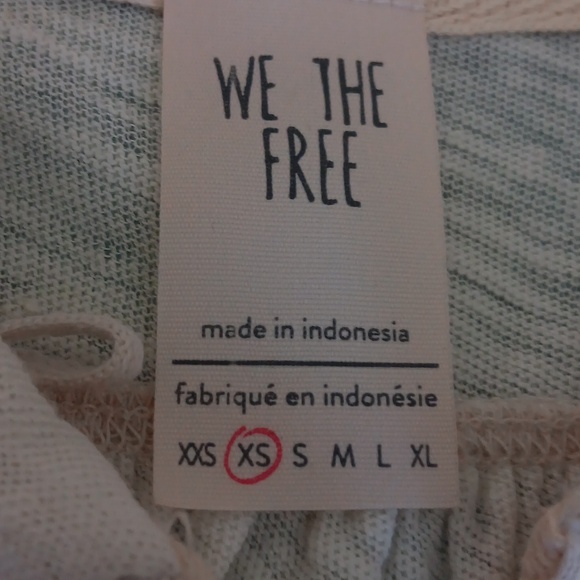 WE THE
FREE
made in indonesia
fabriqué en indonésie
XXS XS S M L XL